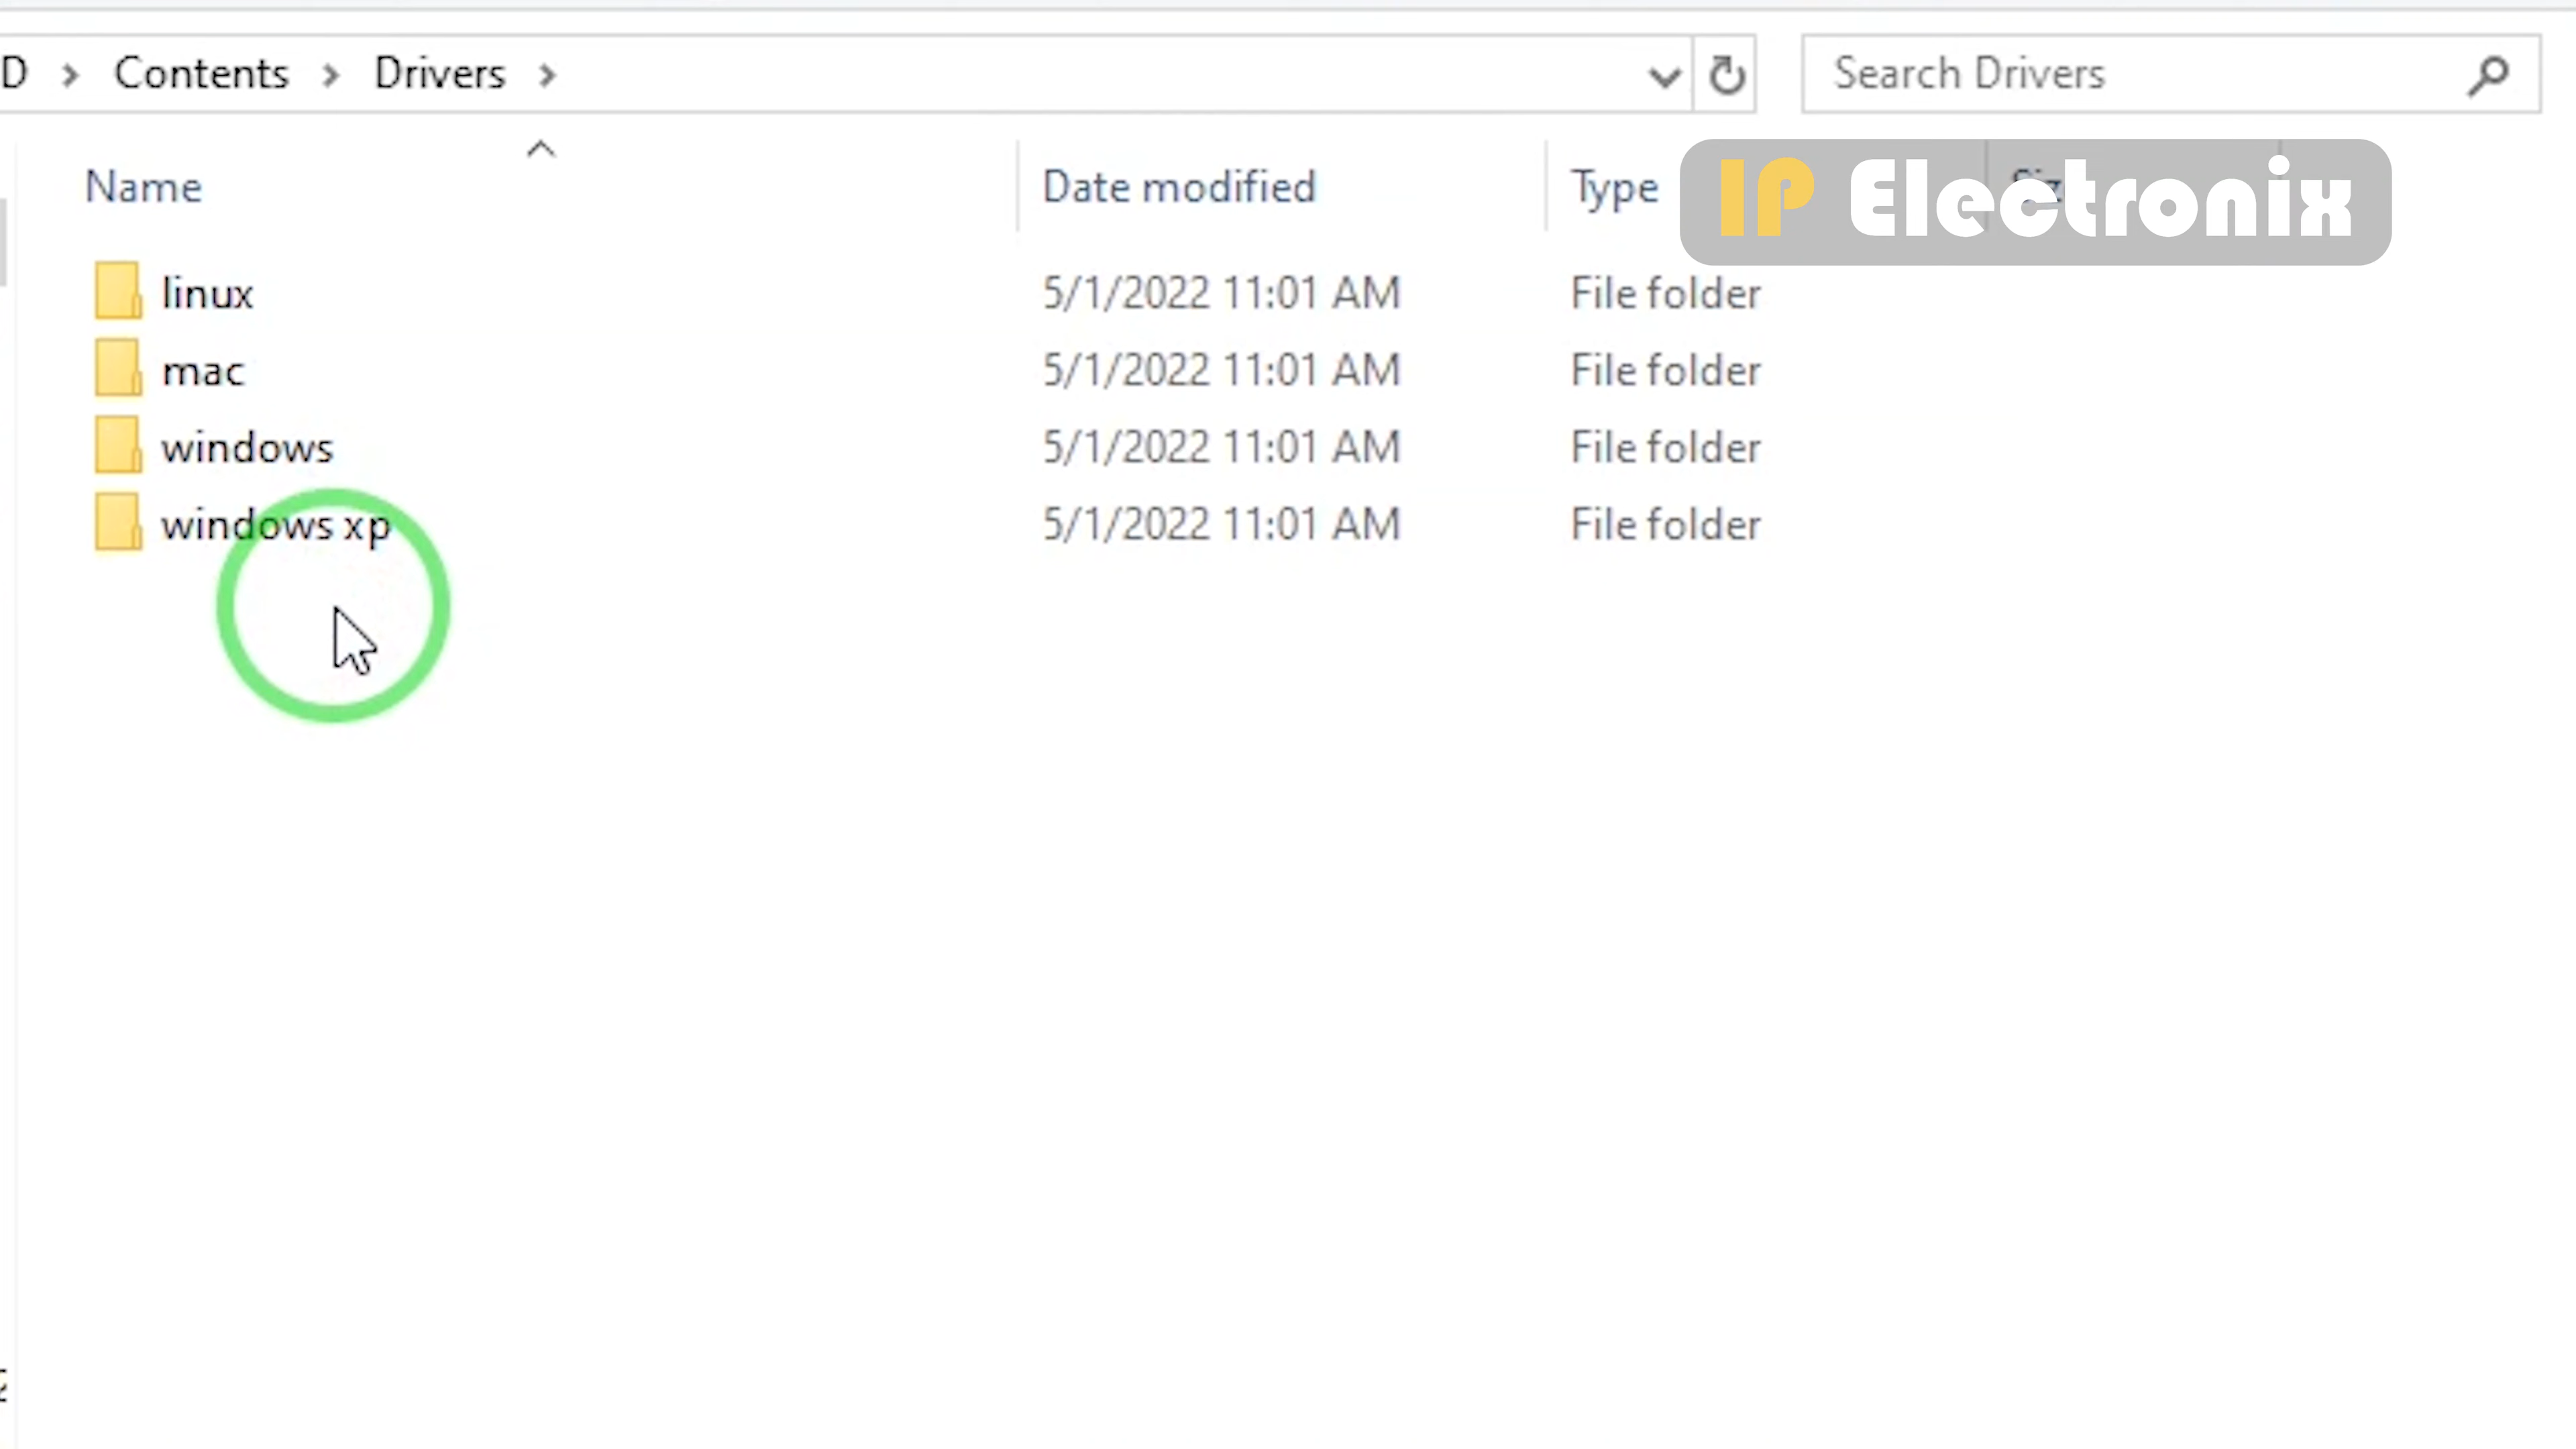 D > Contents > Drivers >
Search Drivers
Name
Date modified
Type
IP Electronix
linux 5/1/2022 11:01 AM File folder
mac 5/1/2022 11:01 AM File folder
windows 5/1/2022 11:01 AM File folder
windows xp 5/1/2022 11:01 AM File folder